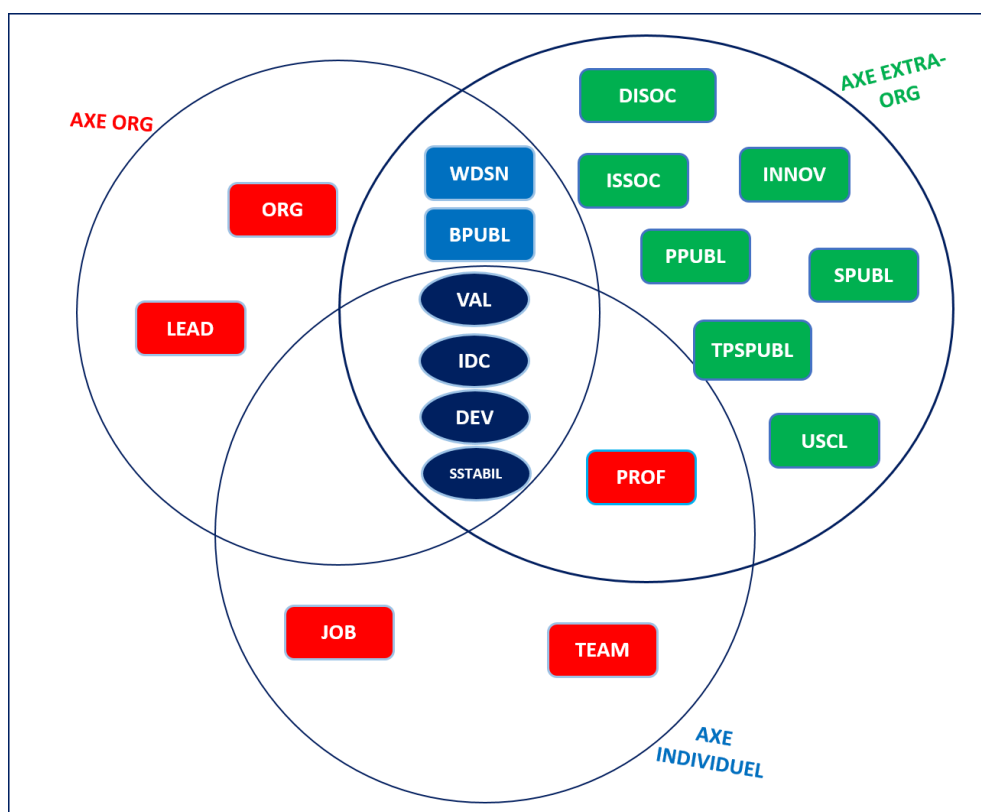 AXE EXTRA-
ORG
DISOC
AXE ORG
WDSN
ISSOC
INNOV
ORG
BPUBL
PPUBL
SPUBL
VAL
LEAD
TPSPUBL
IDC
DEV
USCL
SSTABIL
PROF
JOB
TEAM
AXE
INDIVIDUEL